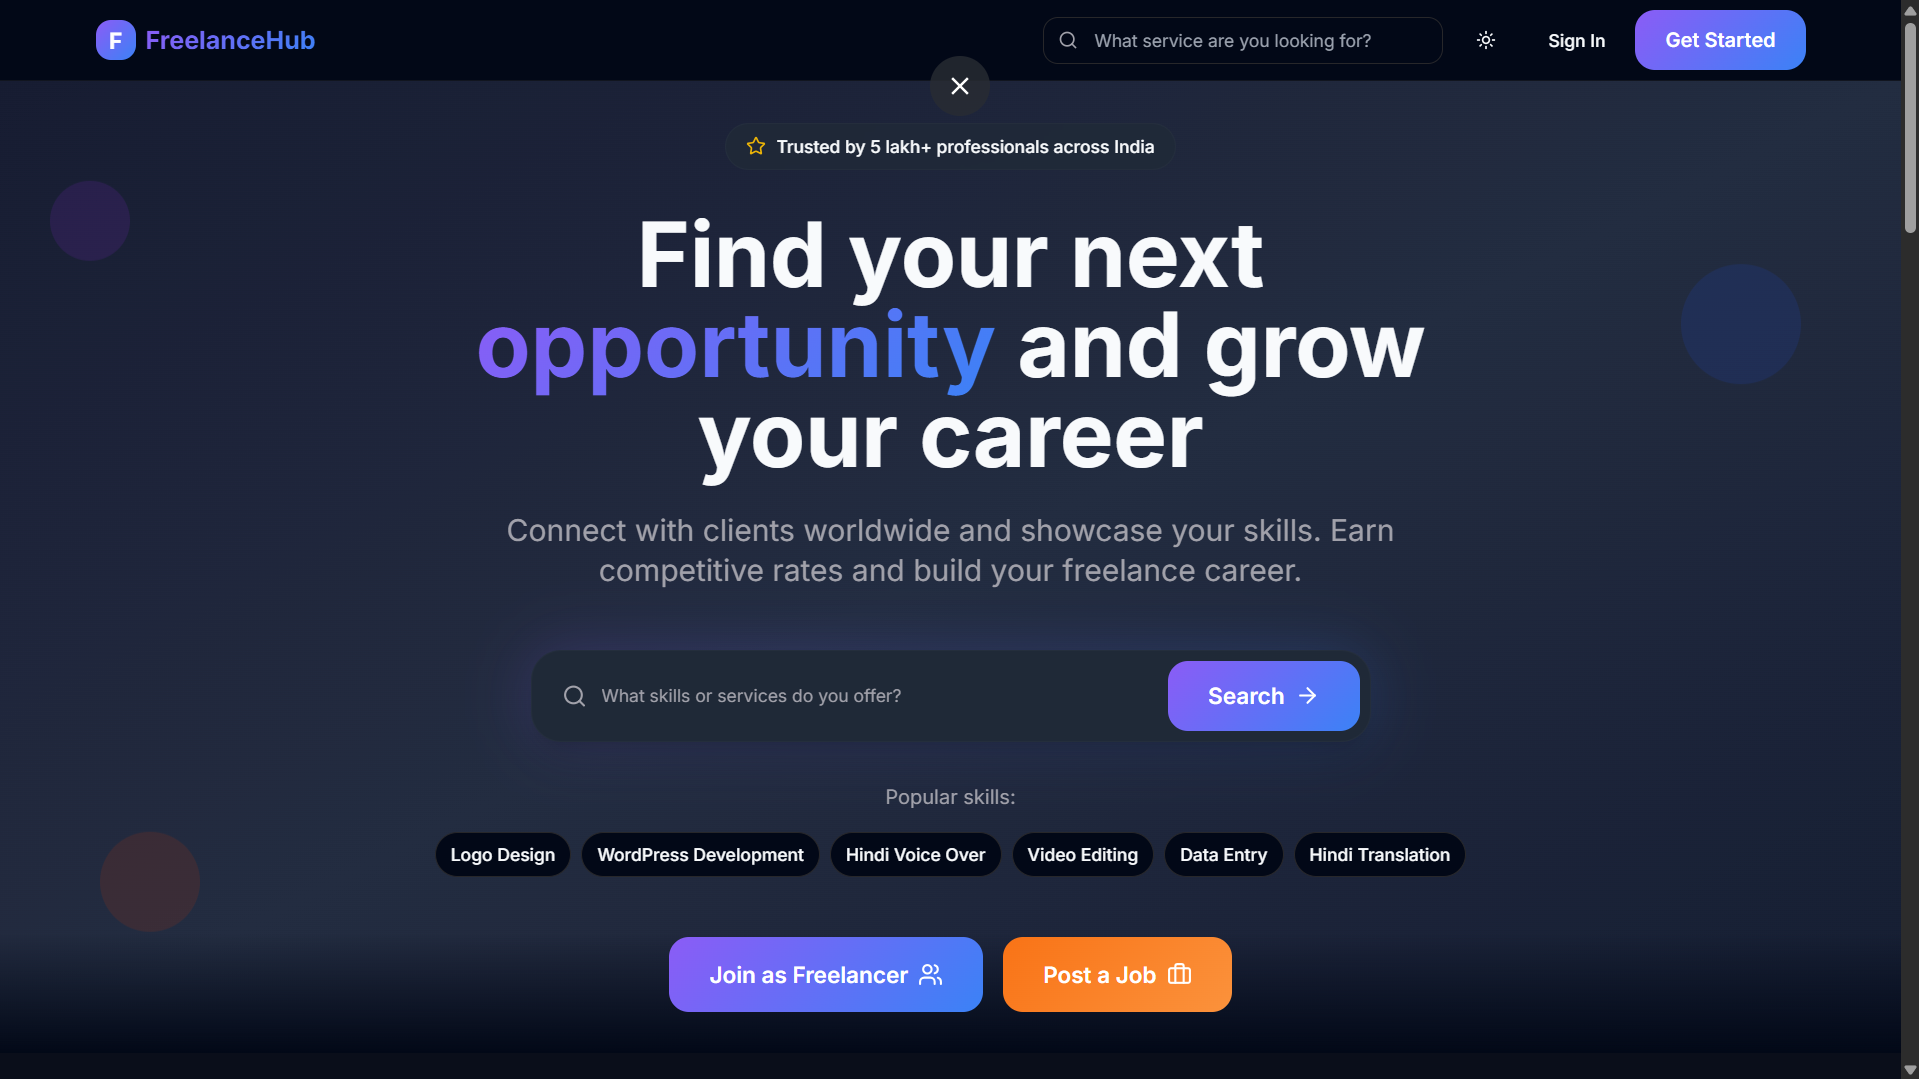 F FreelanceHub
What service are you looking for?
Sign In
Get Started
Trusted by 5 lakh+ professionals across India
Find your next
opportunity and grow
your career
Connect with clients worldwide and showcase your skills. Earn
competitive rates and build your freelance career.
What skills or services do you offer?
Search
Popular skills:
Logo Design
WordPress Development
Hindi Voice Over
Video Editing
Data Entry
Hindi Translation
Join as Freelancer
Post a Job